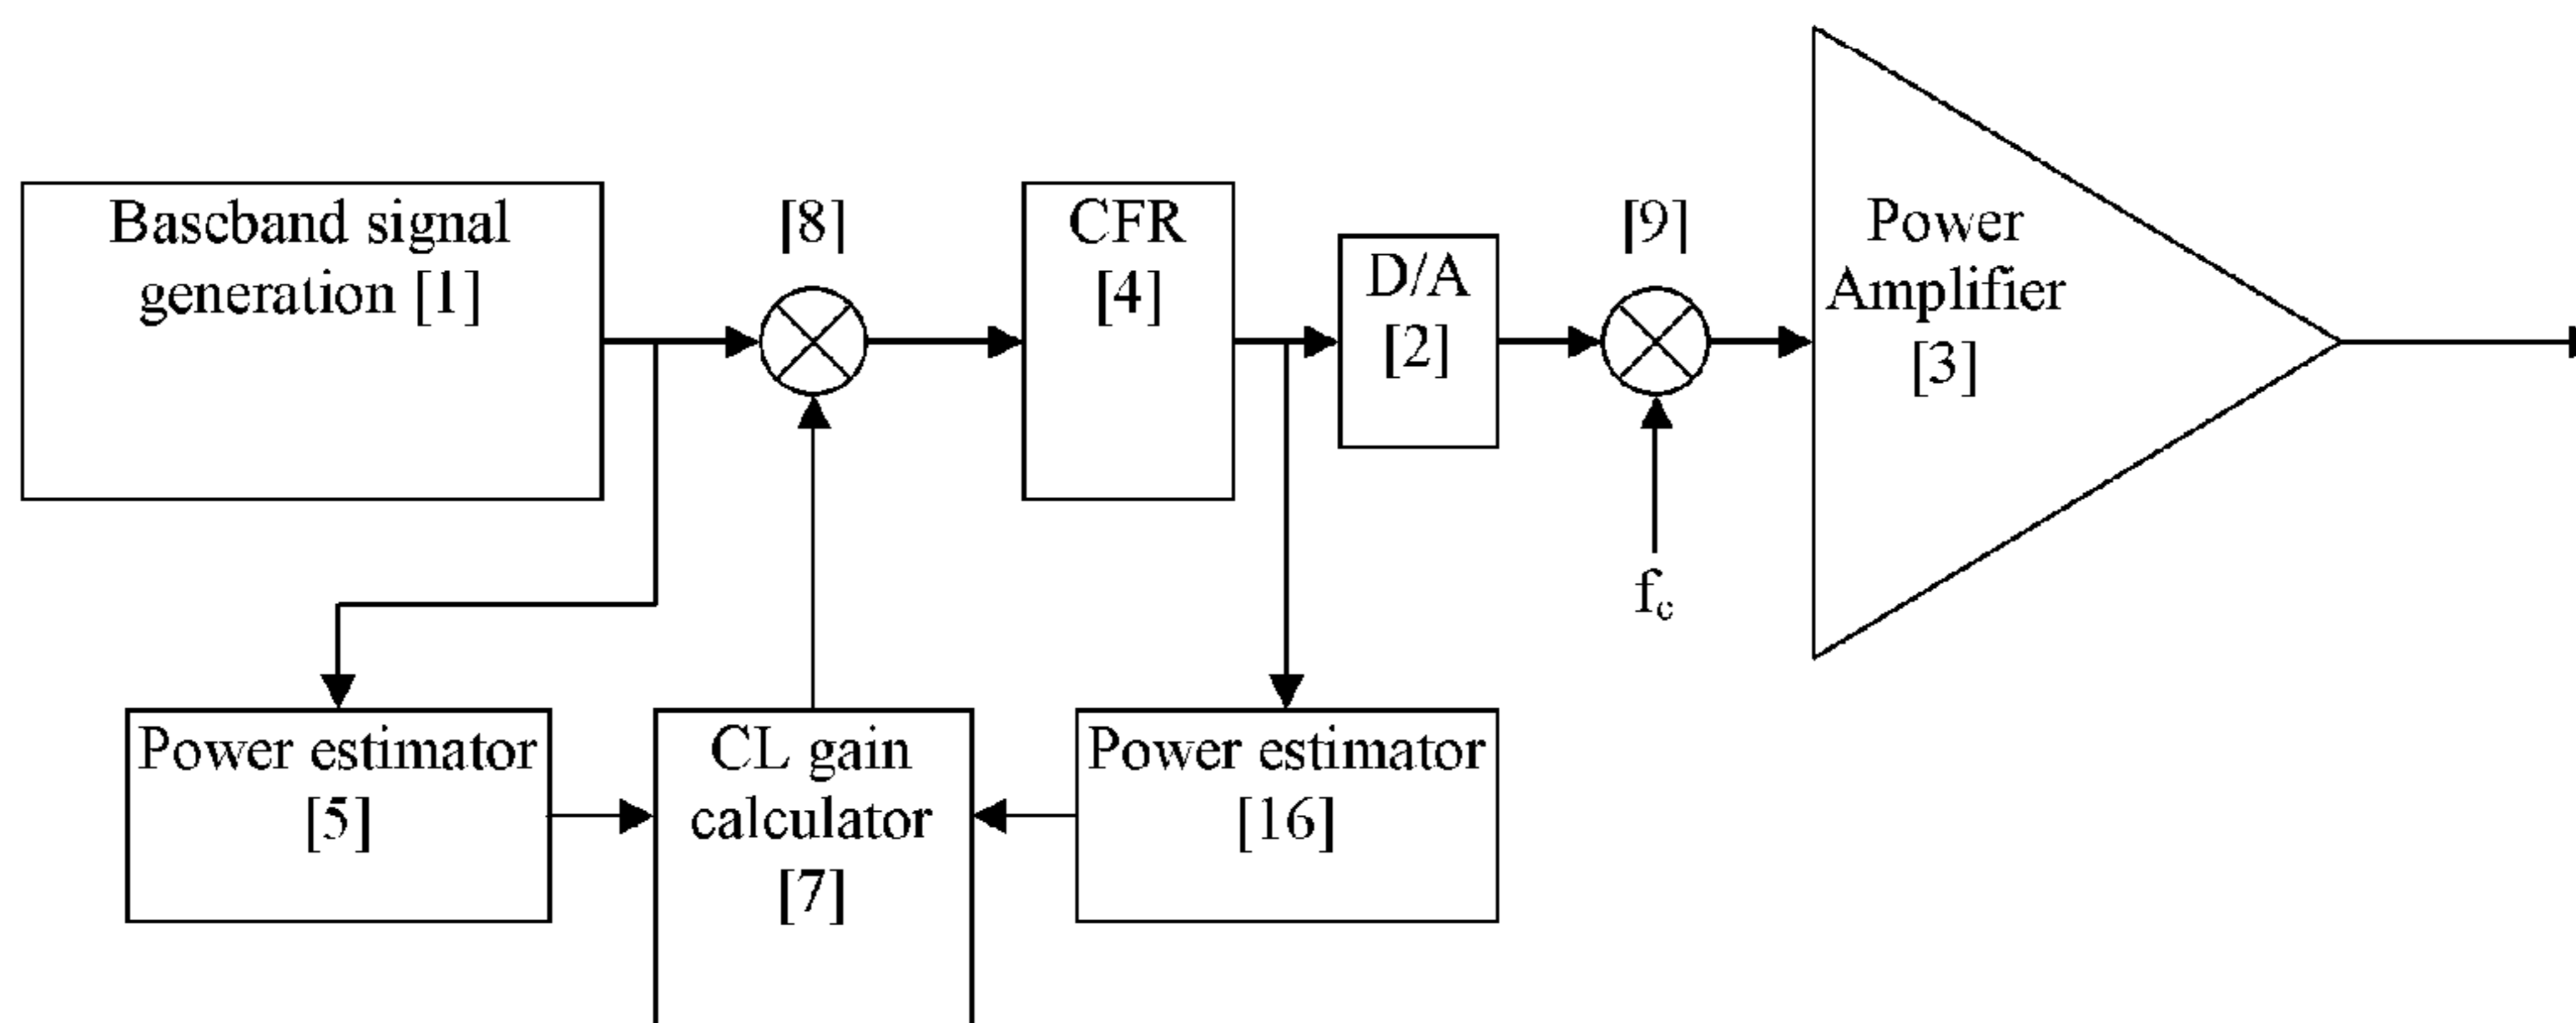 Bascband signal
generation [1]
[8]
CFR
[4]
D/A
[2]
[9]
Power
Amplifier
[3]
f_c
Power estimator
[5]
CL gain
calculator
[7]
Power estimator
[16]